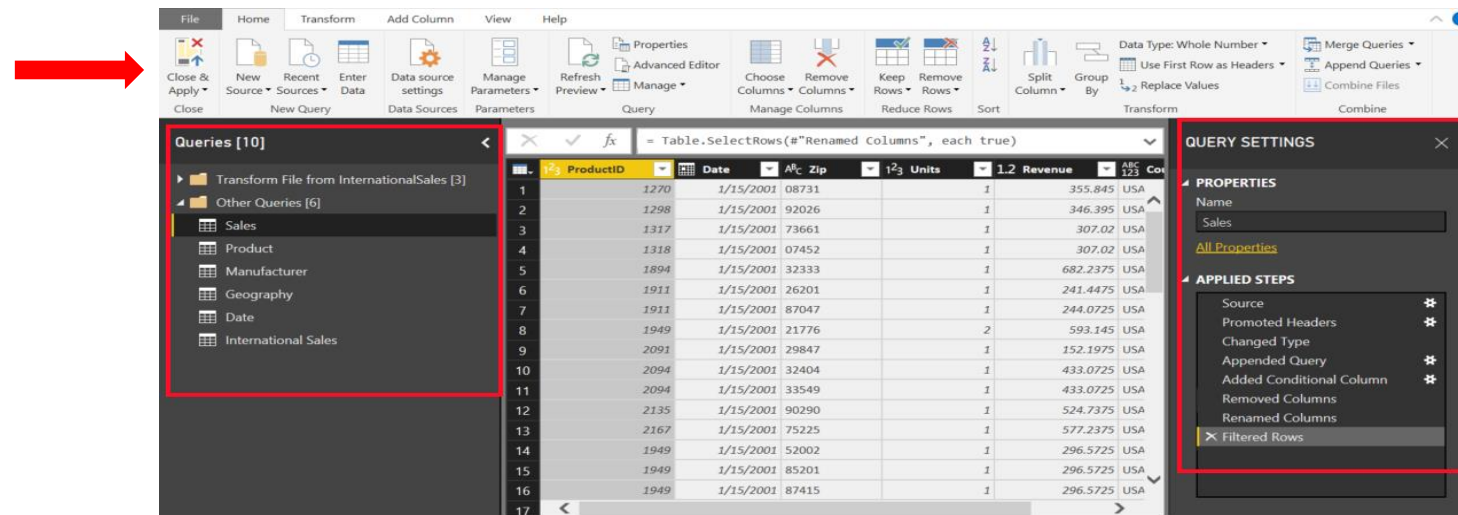 File Home Transform Add Column View Help
Close & Apply
New Source
Recent Sources
Enter Data
Data source settings
Manage Parameters
Refresh Preview
Properties
Advanced Editor
Manage
Choose Columns
Remove Columns
Keep Rows
Remove Rows
Split Column
Group By
Data Type: Whole Number
Use First Row as Headers
Replace Values
Merge Queries
Append Queries
Combine Files
Close New Query Data Sources Parameters Query Manage Columns Reduce Rows Sort Transform Combine
Queries [10]
Transform File from InternationalSales [3]
Other Queries [6]
Sales
Product
Manufacturer
Geography
Date
International Sales
fx = Table.SelectRows(#"Renamed Columns", each true)
1²3 ProductID Date ABC Zip 1²3 Units 1.2 Revenue ABC 123 Cou
1 1270 1/15/2001 08731 1 355.845 USA
2 1298 1/15/2001 92026 1 346.395 USA
3 1317 1/15/2001 73661 1 307.02 USA
4 1318 1/15/2001 07452 1 307.02 USA
5 1894 1/15/2001 32333 1 682.2375 USA
6 1911 1/15/2001 26201 1 241.4475 USA
7 1911 1/15/2001 87047 1 244.0725 USA
8 1949 1/15/2001 21776 2 593.145 USA
9 2091 1/15/2001 29847 1 152.1975 USA
10 2094 1/15/2001 32404 1 433.0725 USA
11 2094 1/15/2001 33549 1 433.0725 USA
12 2135 1/15/2001 90290 1 524.7375 USA
13 2167 1/15/2001 75225 1 577.2375 USA
14 1949 1/15/2001 52002 1 296.5725 USA
15 1949 1/15/2001 85201 1 296.5725 USA
16 1949 1/15/2001 87415 1 296.5725 USA
17
QUERY SETTINGS
PROPERTIES
Name
Sales
All Properties
APPLIED STEPS
Source
Promoted Headers
Changed Type
Appended Query
Added Conditional Column
Removed Columns
Renamed Columns
Filtered Rows